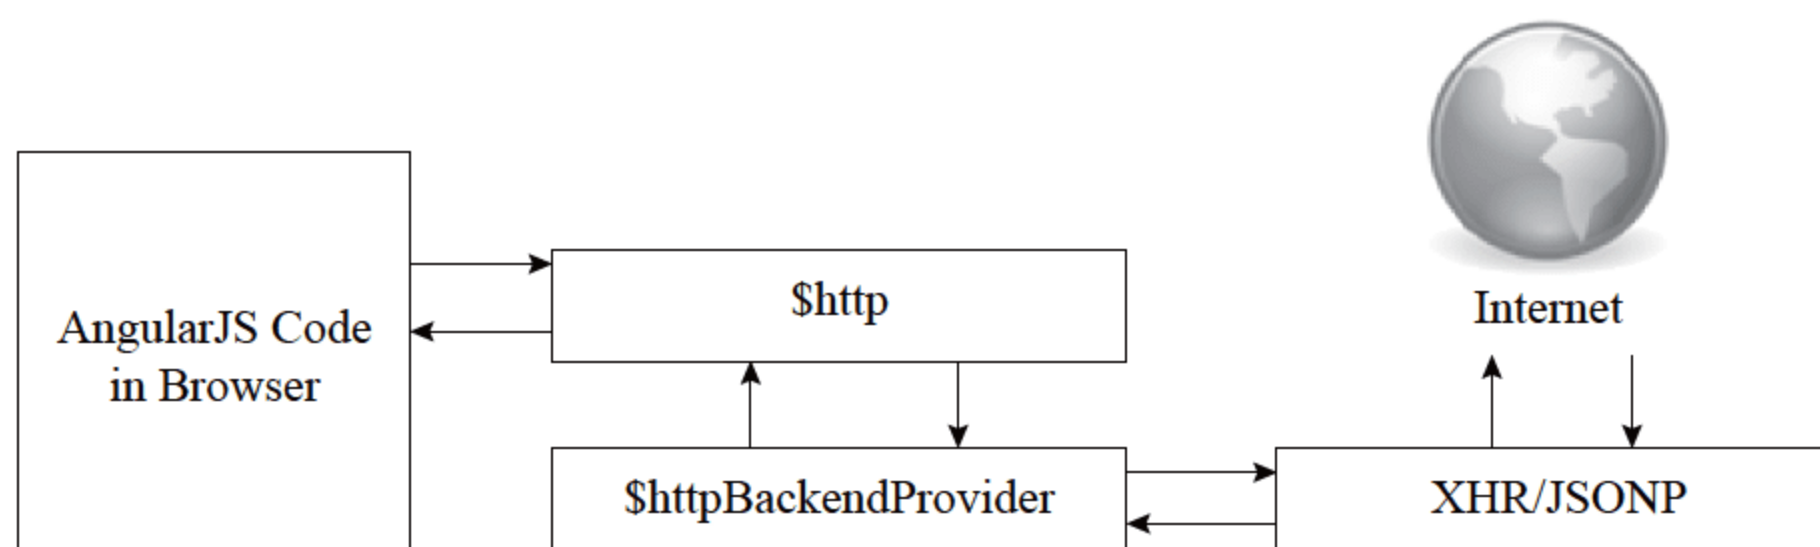 AngularJS Code
in Browser
$http
Internet
$httpBackendProvider
XHR/JSONP